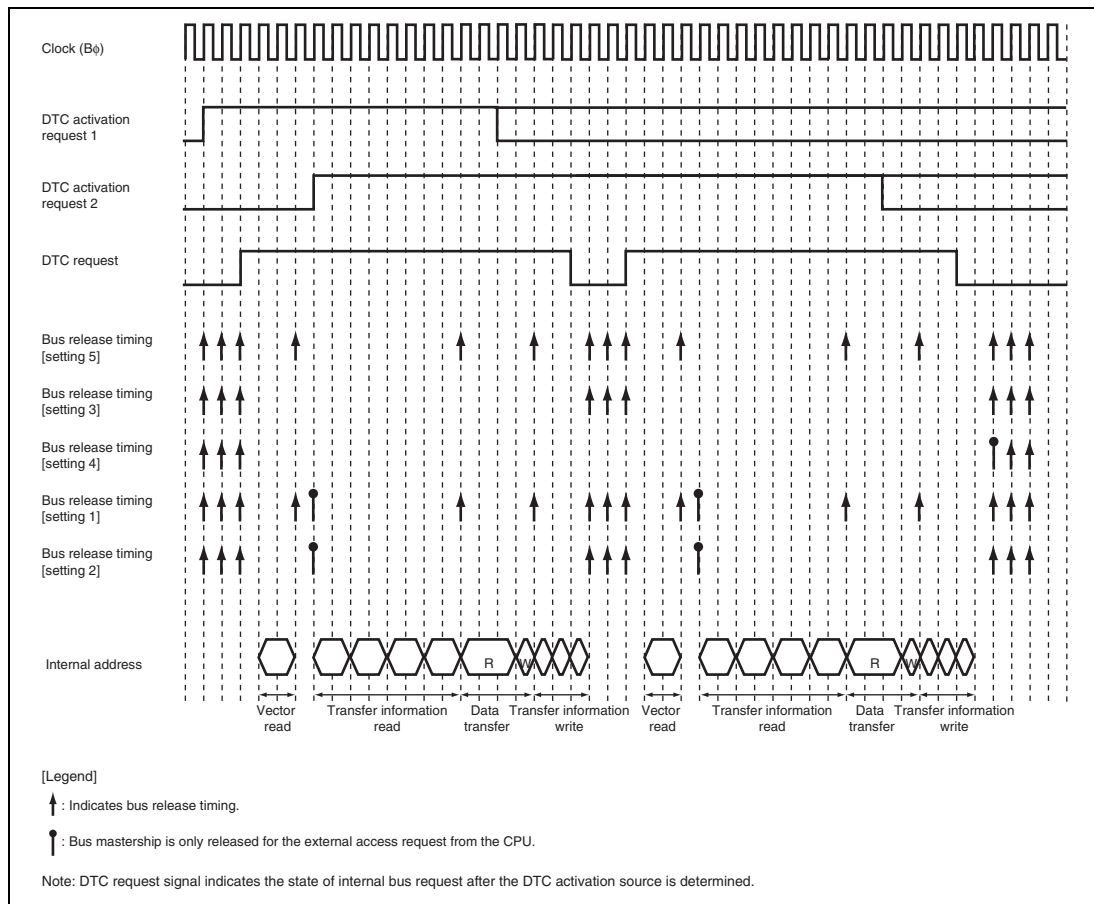 Clock (Bϕ)
DTC activation
request 1
DTC activation
request 2
DTC request
Bus release timing
[setting 5]
Bus release timing
[setting 3]
Bus release timing
[setting 4]
Bus release timing
[setting 1]
Bus release timing
[setting 2]
Internal address
R
W
R
W
Vector
read
Transfer information
read
Data
transfer
Transfer information
write
Vector
read
Transfer information
read
Data
transfer
Transfer information
write
[Legend]
: Indicates bus release timing.
: Bus mastership is only released for the external access request from the CPU.
Note: DTC request signal indicates the state of internal bus request after the DTC activation source is determined.